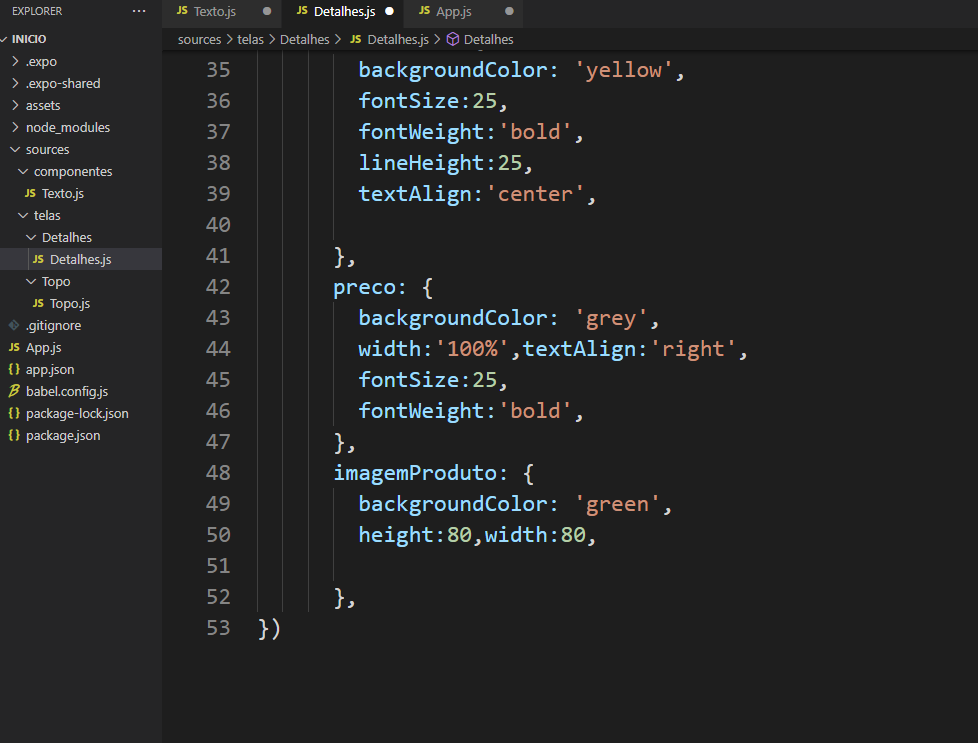 EXPLORER
···
INICIO
.expo
.expo-shared
assets
node_modules
sources
componentes
JS Texto.js
telas
Detalhes
JS Detalhes.js
Topo
JS Topo.js
.gitignore
JS App.js
{} app.json
babel.config.js
{} package-lock.json
{} package.json
JS Texto.js ● JS Detalhes.js ● JS App.js ●
sources > telas > Detalhes > JS Detalhes.js > Detalhes
35 backgroundColor: 'yellow',
36 fontSize:25,
37 fontWeight:'bold',
38 lineHeight:25,
39 textAlign:'center',
40
41 },
42 preco: {
43 backgroundColor: 'grey',
44 width:'100%',textAlign:'right',
45 fontSize:25,
46 fontWeight:'bold',
47 },
48 imagemProduto: {
49 backgroundColor: 'green',
50 height:80,width:80,
51
52 },
53 })